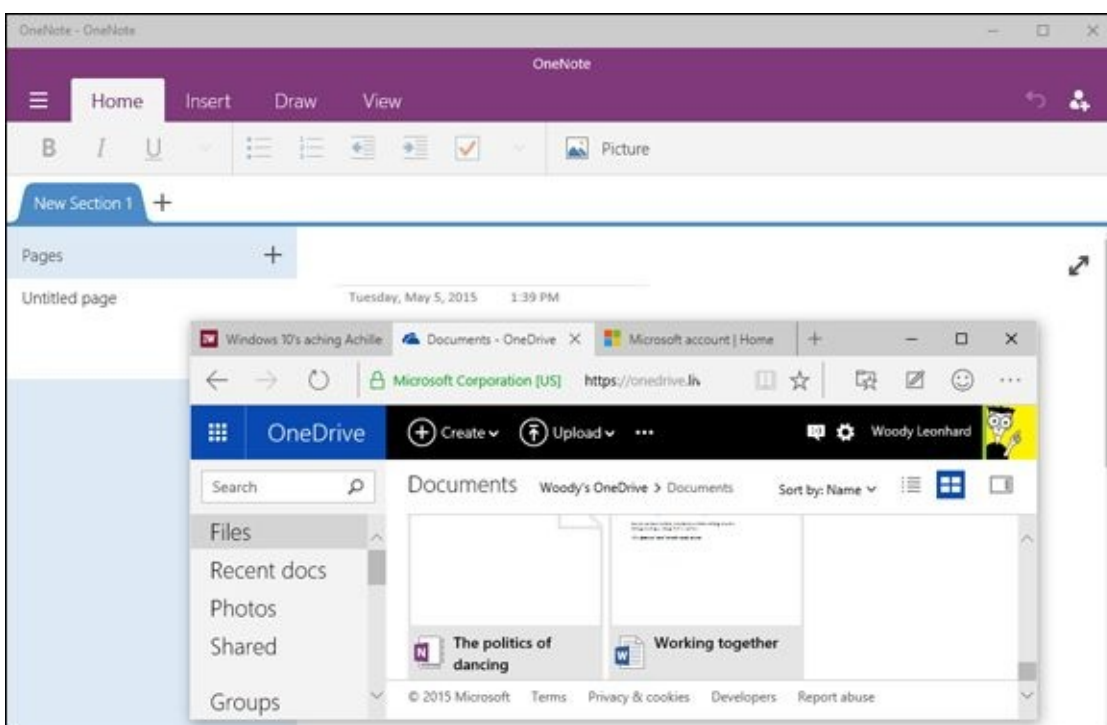 OneNote - OneNote
OneNote
Home Insert Draw View
B I U Picture
New Section 1 +
Pages +
Untitled page
Tuesday, May 5, 2015 1:39 PM
Windows 10's aching Achille Documents - OneDrive Microsoft account | Home
Microsoft Corporation [US] https://onedrive.liv
OneDrive Create Upload Woody Leonhard
Search Documents Woody's OneDrive > Documents Sort by: Name
Files
Recent docs
Photos
Shared
Groups
The politics of
dancing
Working together
© 2015 Microsoft Terms Privacy & cookies Developers Report abuse